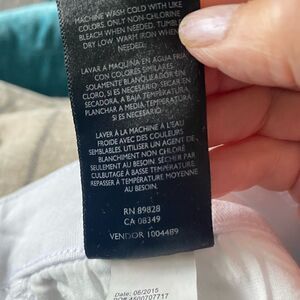 MACHINE WASH COLD WITH LIKE
COLORS, ONLY NON-CHLORINE
BLEACH WHEN NEEDED. TUMBLE
DRY LOW. WARM IRON WHEN
NEEDED.
LAVAR A MAQUINA EN AGUA FRIA
CON COLORES SIMILARES.
SOLAMENTE BLANQUEADOR SIN
CLORO, SI ES NECESARIO. SECAR EN
SECADORA, A BAJA TEMPERATURA.
PLANCHAR A MEDIA TEMPERATURA,
SI ES NECESARIO.
LAVER À LA MACHINE À L'EAU
FROIDE AVEC DES COULEURS
SEMBLABLES. UTILISER UN AGENT DE
BLANCHIMENT NON CHLORÉ
SEULEMENT AU BESOIN. SÉCHER PAR
CULBUTAGE À BASSE TEMPÉRATURE.
REPASSER À TEMPÉRATURE MOYENNE
AU BESOIN.
RN 89828
CA 08349
VENDOR 1004489
Date: 06/2015
PO# 4500707717